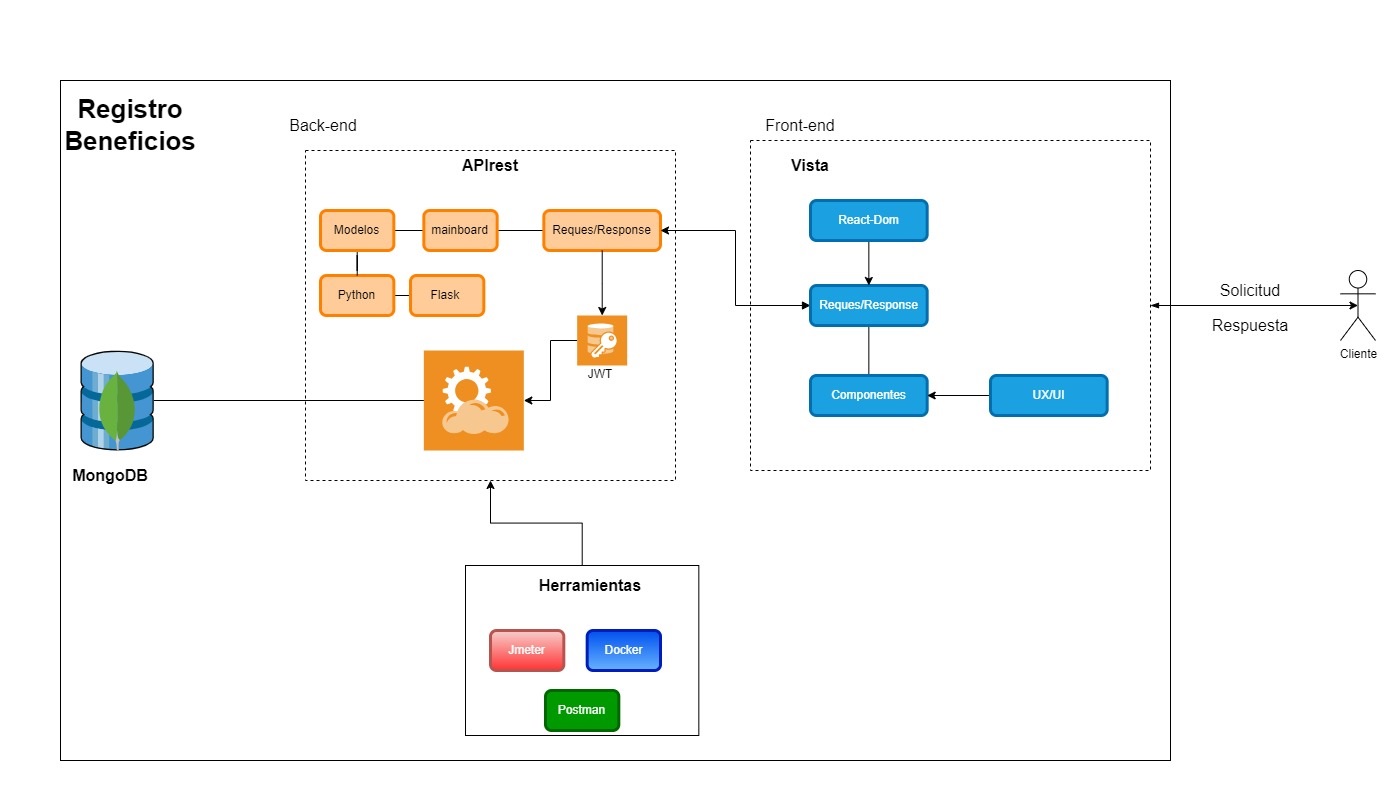 Registro
Beneficios
Back-end
Front-end
APIrest
Vista
Modelos
mainboard
Reques/Response
Python
Flask
JWT
React-Dom
Reques/Response
Componentes
UX/UI
Solicitud
Respuesta
Cliente
MongoDB
Herramientas
Jmeter
Docker
Postman